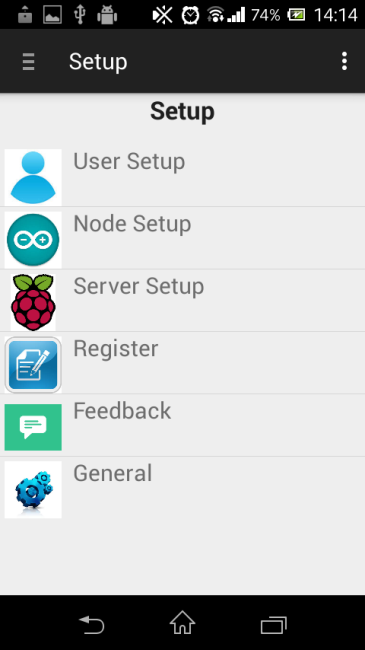 74% 14:14
Setup
Setup
User Setup
Node Setup
Server Setup
Register
Feedback
General